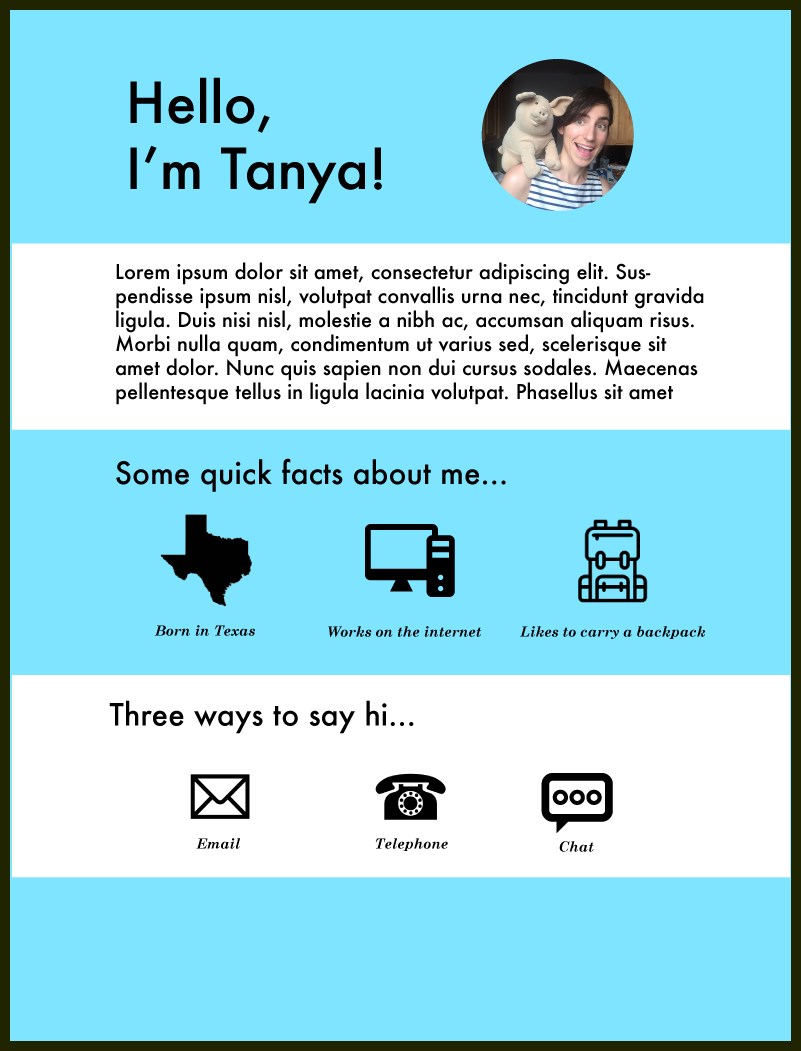 Hello,
I’m Tanya!
Lorem ipsum dolor sit amet, consectetur adipiscing elit. Sus-
pendisse ipsum nisl, volutpat convallis urna nec, tincidunt gravida
ligula. Duis nisi nisl, molestie a nibh ac, accumsan aliquam risus.
Morbi nulla quam, condimentum ut varius sed, scelerisque sit
amet dolor. Nunc quis sapien non dui cursus sodales. Maecenas
pellentesque tellus in ligula lacinia volutpat. Phasellus sit amet
Some quick facts about me...
Born in Texas
Works on the internet
Likes to carry a backpack
Three ways to say hi...
Email
Telephone
Chat